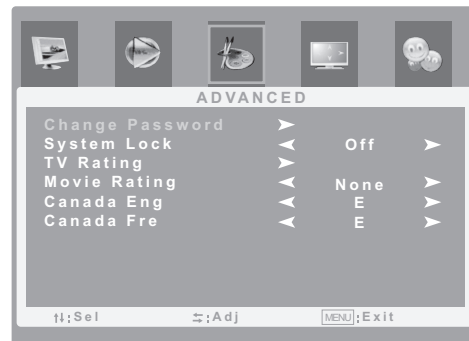 ADVANCED
Change Password
System Lock Off
TV Rating
Movie Rating None
Canada Eng E
Canada Fre E
:Sel :Adj MENU:Exit